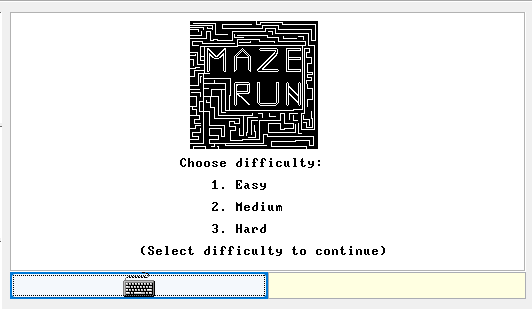 MAZE
RUN
Choose difficulty:
1. Easy
2. Medium
3. Hard
(Select difficulty to continue)